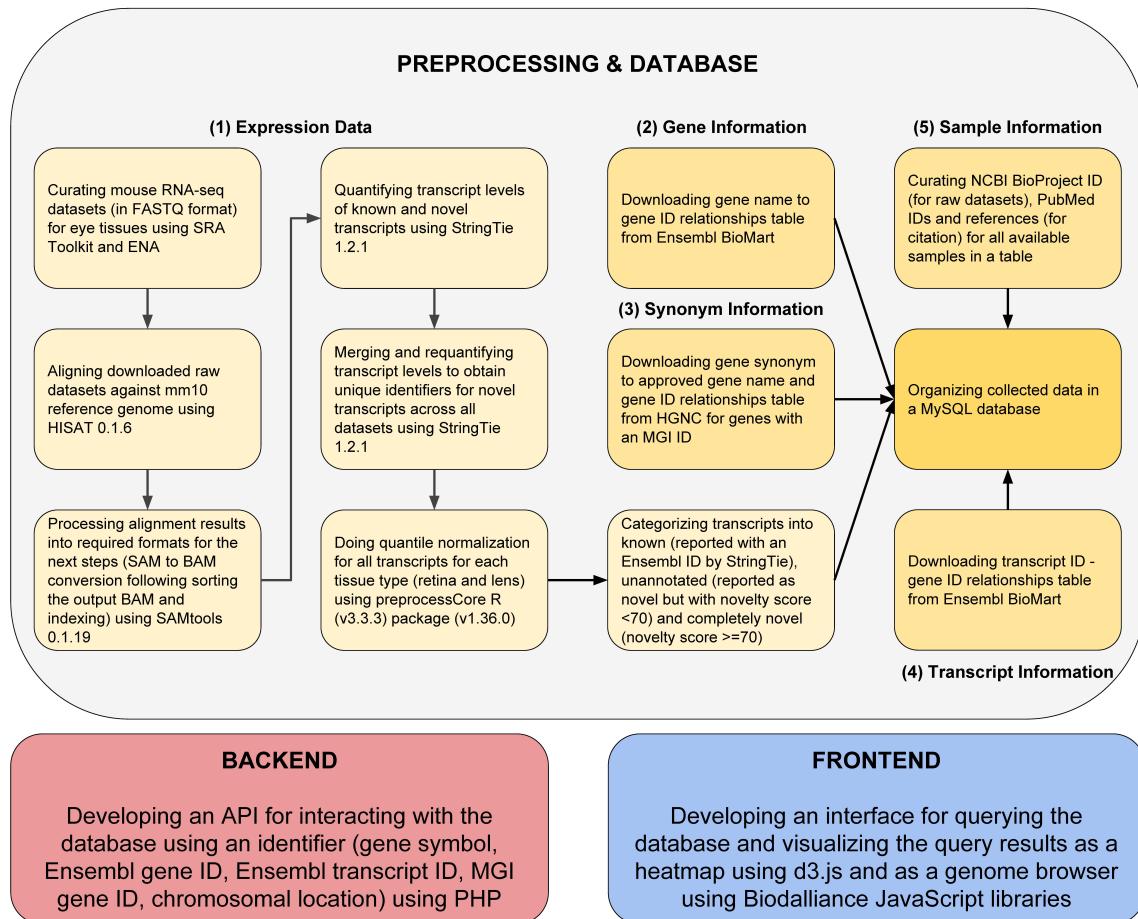 PREPROCESSING & DATABASE
(1) Expression Data
Curating mouse RNA-seq
datasets (in FASTQ format)
for eye tissues using SRA
Toolkit and ENA
Aligning downloaded raw
datasets against mm10
reference genome using
HISAT 0.1.6
Processing alignment results
into required formats for the
next steps (SAM to BAM
conversion following sorting
the output BAM and
indexing) using SAMtools
0.1.19
Quantifying transcript levels
of known and novel
transcripts using StringTie
1.2.1
Merging and requantifying
transcript levels to obtain
unique identifiers for novel
transcripts across all
datasets using StringTie
1.2.1
Doing quantile normalization
for all transcripts for each
tissue type (retina and lens)
using preprocessCore R
(v3.3.3) package (v1.36.0)
Categorizing transcripts into
known (reported with an
Ensembl ID by StringTie),
unannotated (reported as
novel but with novelty score
<70) and completely novel
(novelty score >=70)
(2) Gene Information
Downloading gene name to
gene ID relationships table
from Ensembl BioMart
(3) Synonym Information
Downloading gene synonym
to approved gene name and
gene ID relationships table
from HGNC for genes with
an MGI ID
(5) Sample Information
Curating NCBI BioProject ID
(for raw datasets), PubMed
IDs and references (for
citation) for all available
samples in a table
Organizing collected data in
a MySQL database
Downloading transcript ID -
gene ID relationships table
from Ensembl BioMart
(4) Transcript Information
BACKEND
Developing an API for interacting with the
database using an identifier (gene symbol,
Ensembl gene ID, Ensembl transcript ID, MGI
gene ID, chromosomal location) using PHP
FRONTEND
Developing an interface for querying the
database and visualizing the query results as a
heatmap using d3.js and as a genome browser
using Biodalliance JavaScript libraries